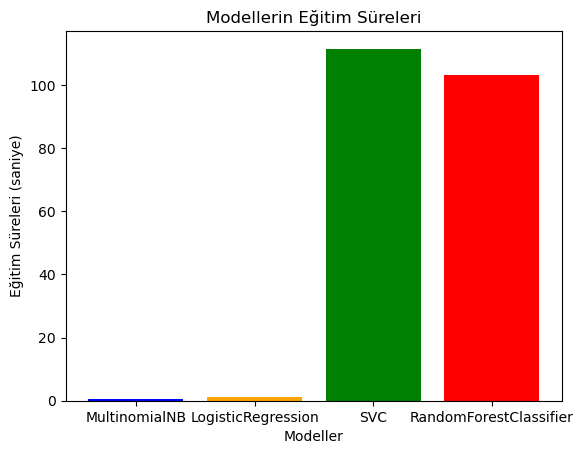 Modellerin Eğitim Süreleri
Eğitim Süreleri (saniye)
100
80
60
40
20
0
MultinomialNB LogisticRegression SVC RandomForestClassifier
Modeller